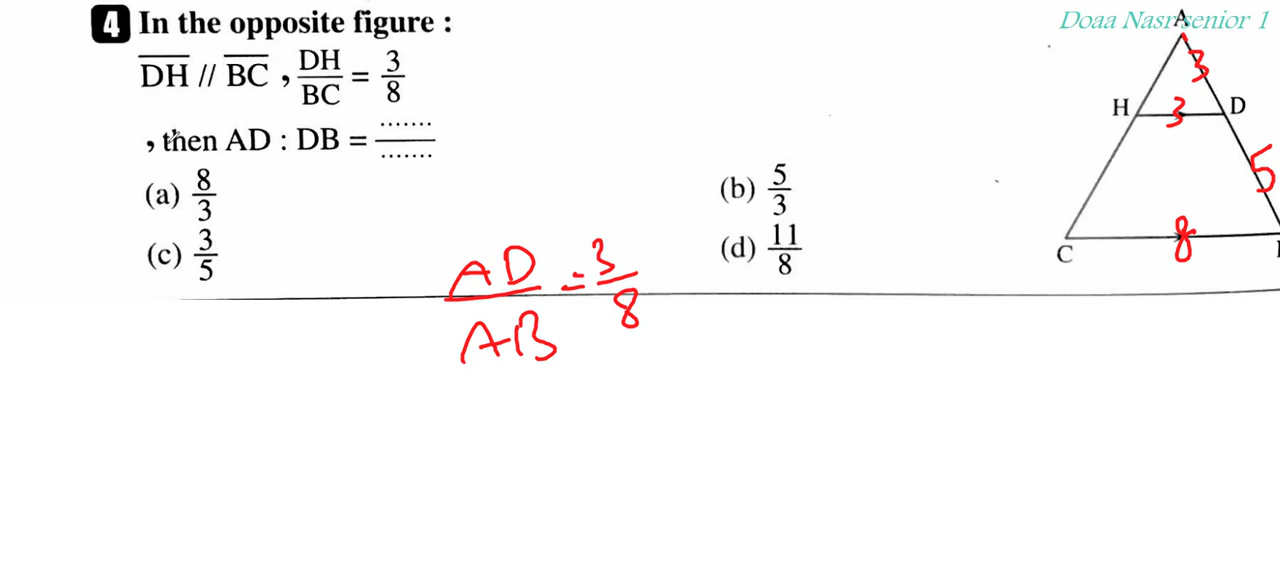 Doaa Nasr senior 1
4 In the opposite figure :
DH // BC , DH/BC = 3/8
, then AD : DB = ......./.......
(a) 8/3
(b) 5/3
(c) 3/5
(d) 11/8
AD/AB = 3/8
A
3
H 3 D
5
C 8